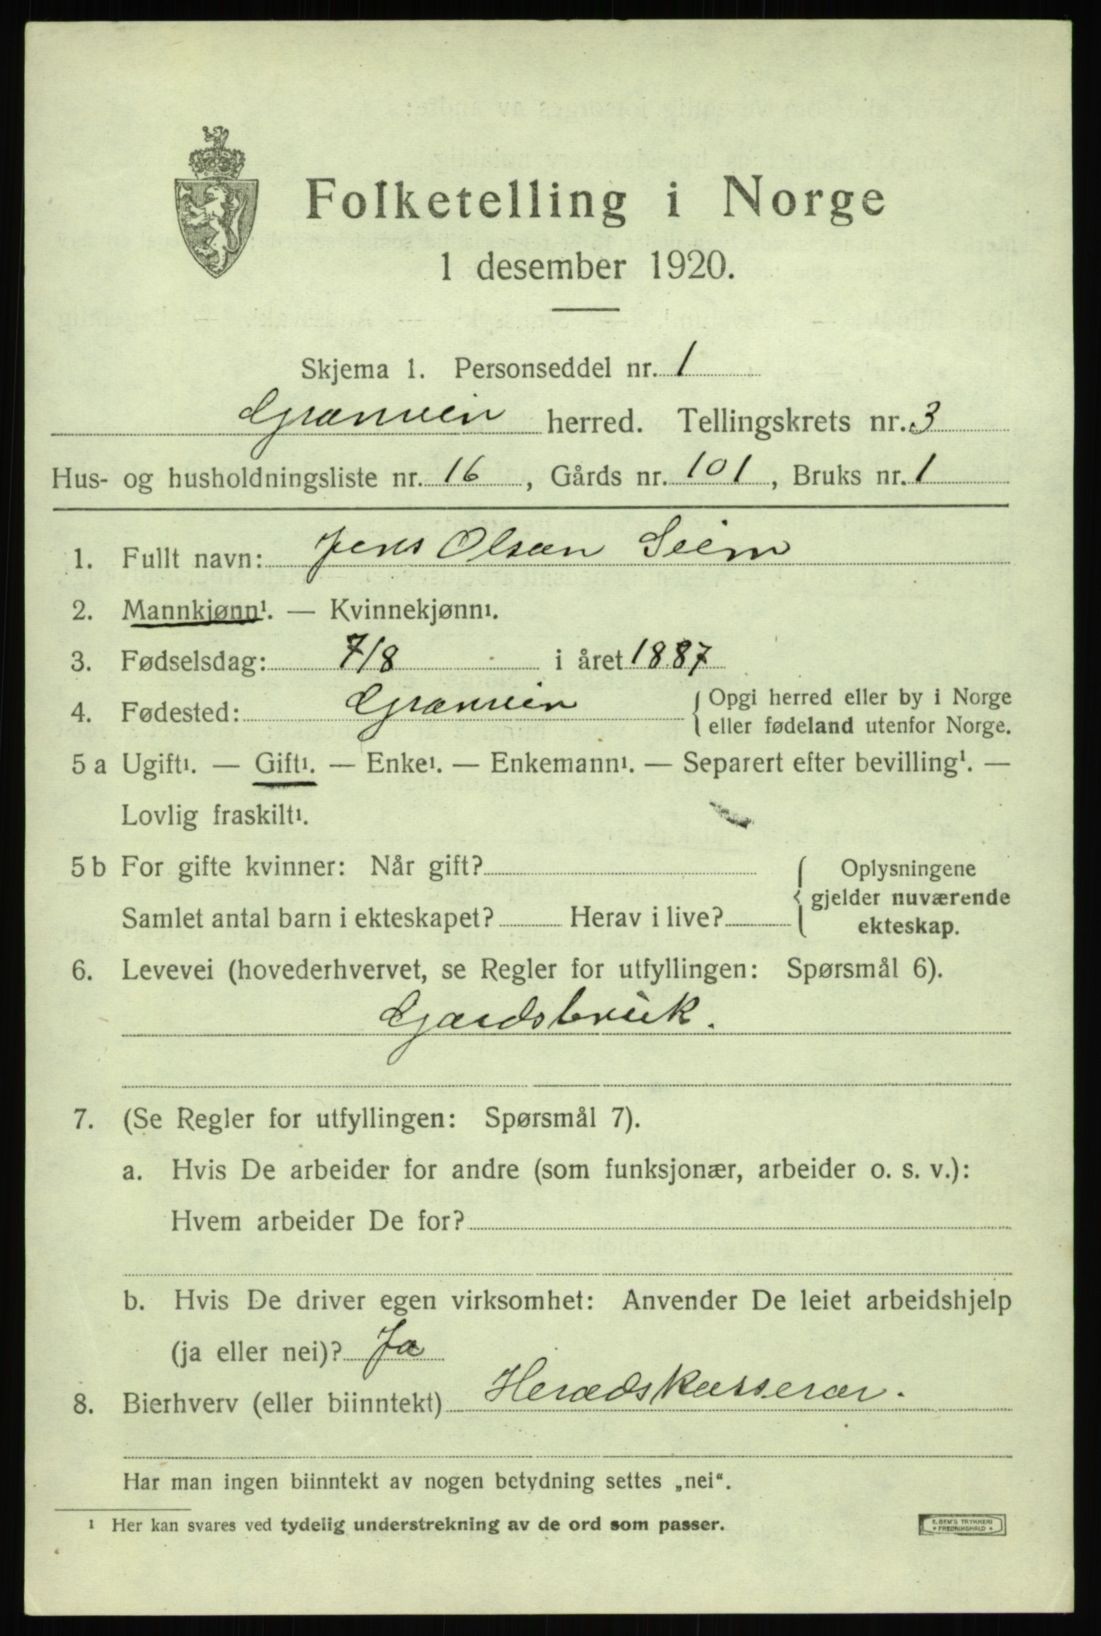 Folketelling i Norge
1 desember 1920.
Skjema 1. Personseddel nr. 1
Granvin herred. Tellingskrets nr. 3
Hus- og husholdningsliste nr. 16, Gårds nr. 101, Bruks nr. 1
1. Fullt navn: Jens Olsen Seim
2. Mannkjønn¹. — Kvinnekjønn¹.
3. Fødselsdag: 7/8 i året 1887
4. Fødested: Granvin { Opgi herred eller by i Norge
eller fødeland utenfor Norge.
5 a Ugift¹. — Gift¹. — Enke¹. — Enkemann¹. — Separert efter bevilling¹. —
Lovlig fraskilt¹.
5 b For gifte kvinner: Når gift? { Oplysningene
gjelder nuværende
Samlet antal barn i ekteskapet? Herav i live? ekteskap.
6. Levevei (hovederhvervet, se Regler for utfyllingen: Spørsmål 6).
Gardsbruk.
7. (Se Regler for utfyllingen: Spørsmål 7).
a. Hvis De arbeider for andre (som funksjonær, arbeider o. s. v.):
Hvem arbeider De for?
b. Hvis De driver egen virksomhet: Anvender De leiet arbeidshjelp
(ja eller nei)? Ja
8. Bierhverv (eller biinntekt) Heradskasserar.
Har man ingen biinntekt av nogen betydning settes „nei“.
¹ Her kan svares ved tydelig understrekning av de ord som passer.
E. SEM'S TRYKKERI
FREDRIKSHALD